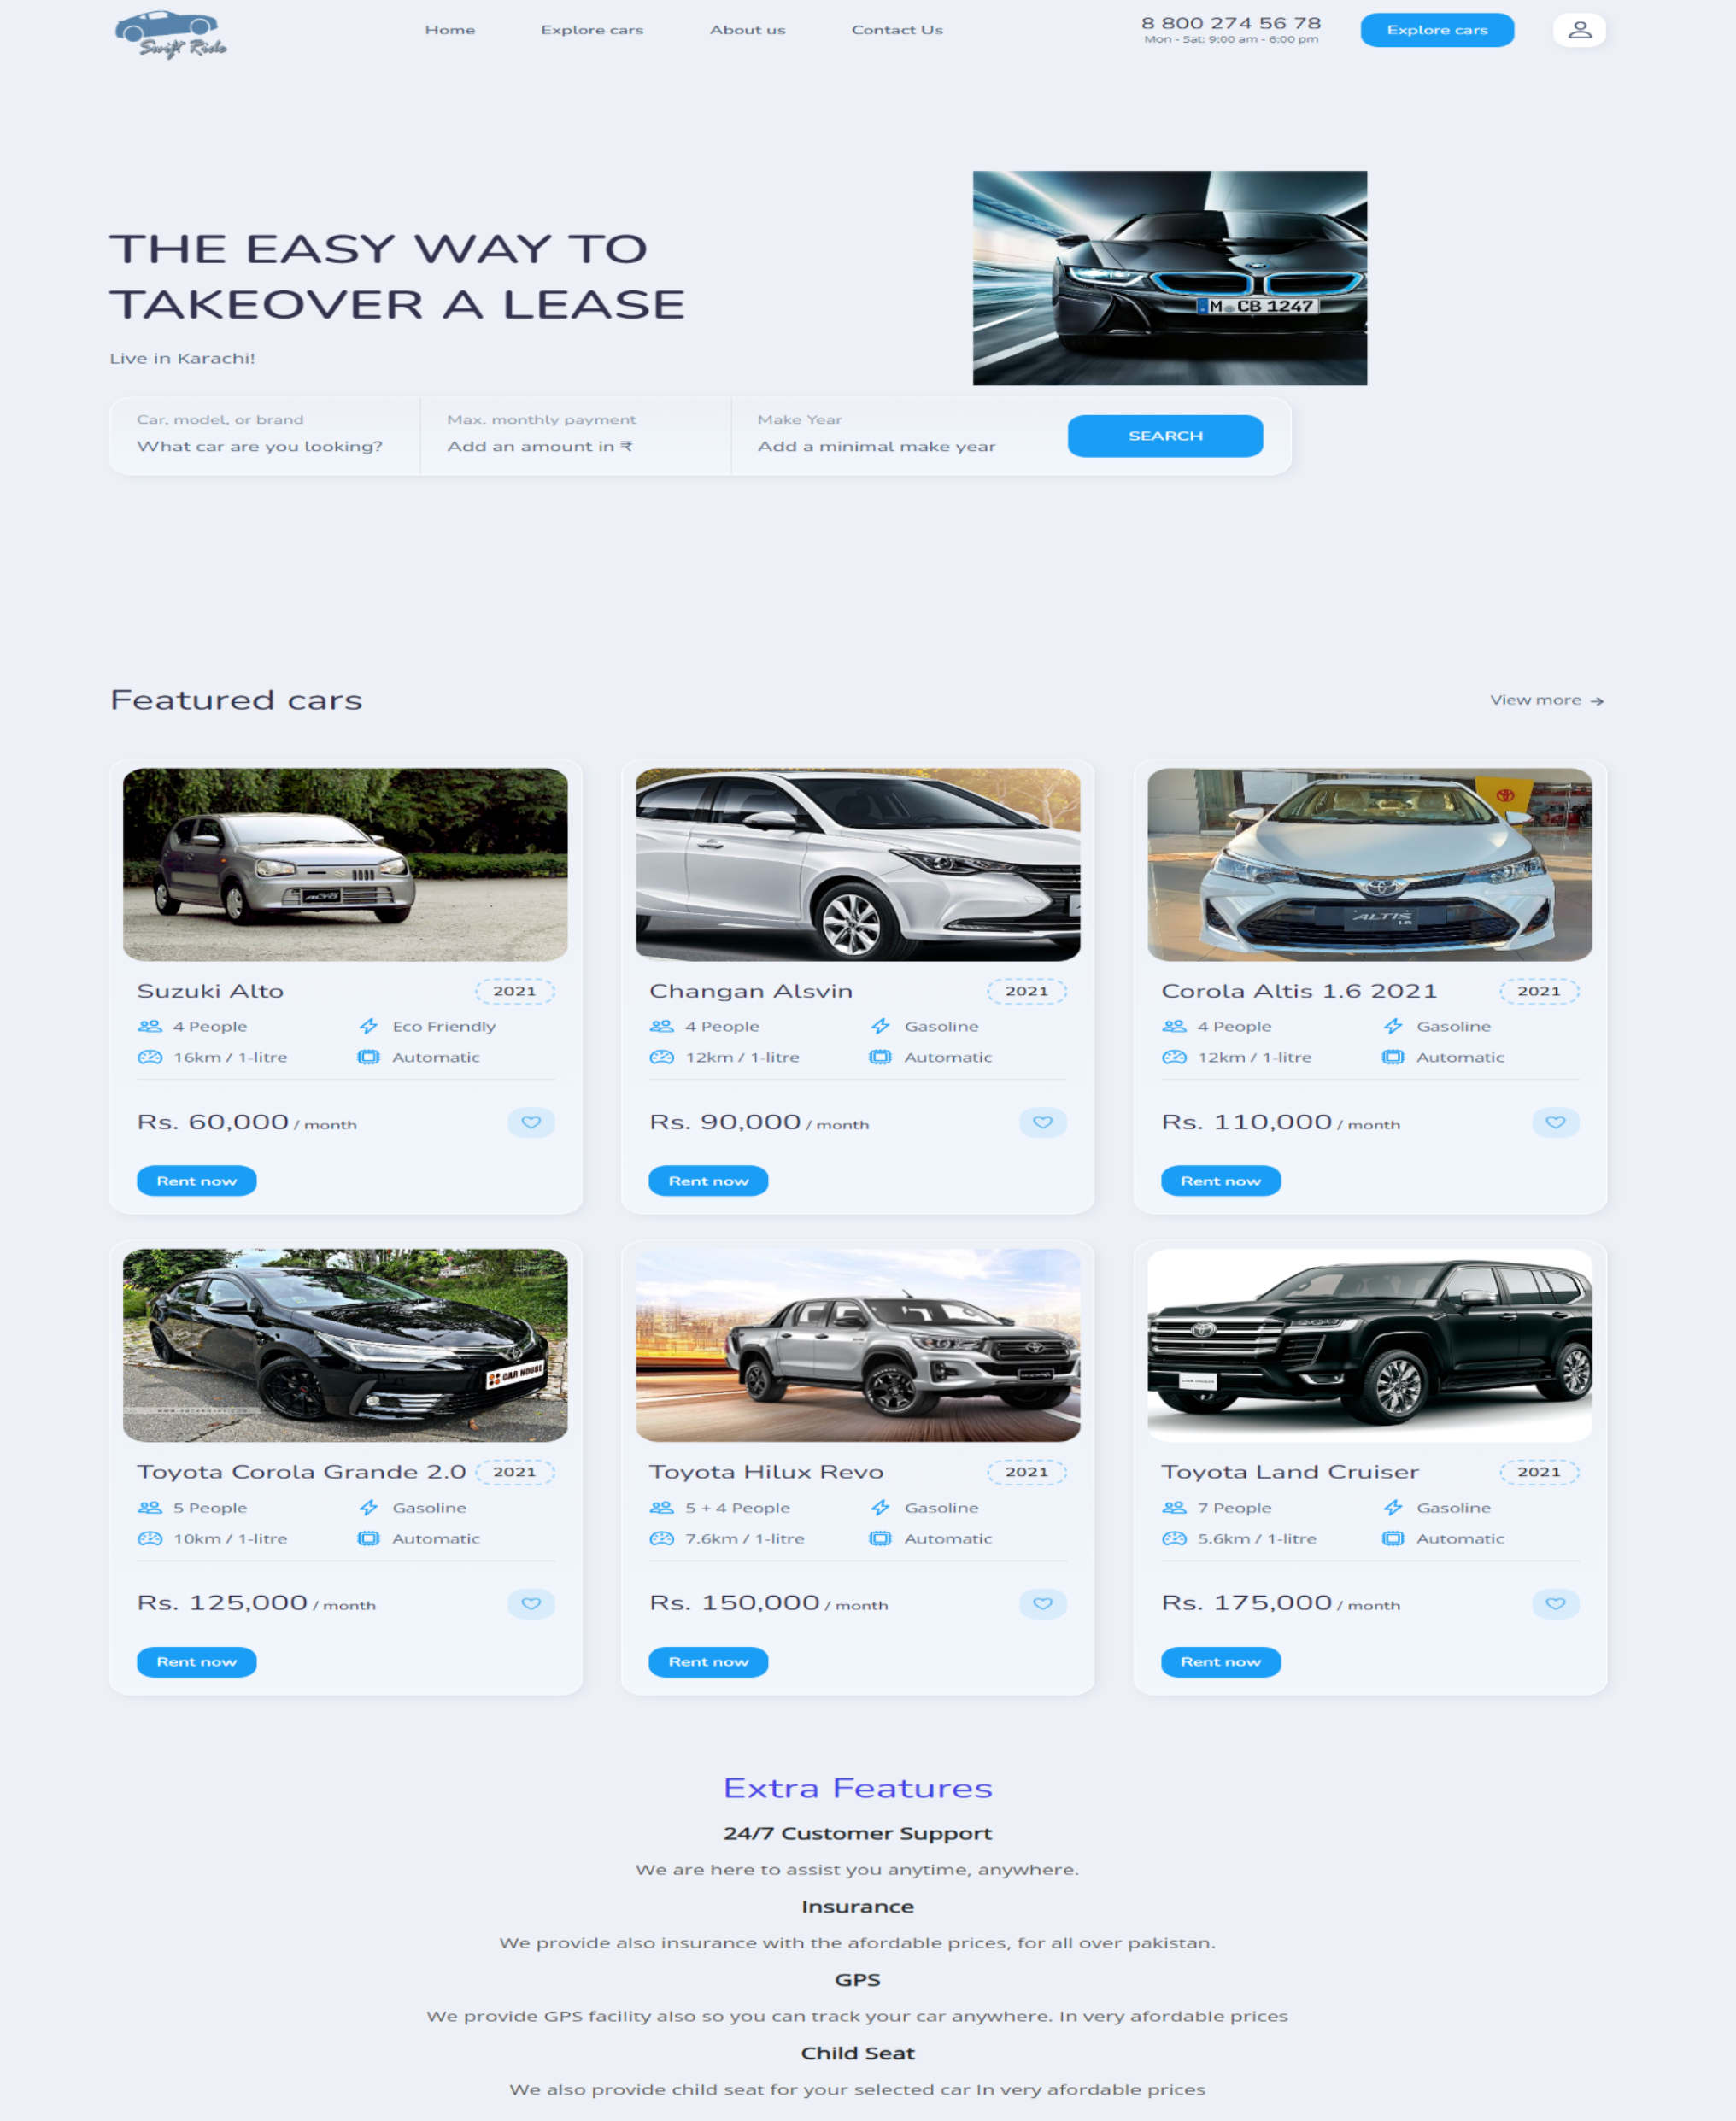 Swift Ride
Home Explore cars About us Contact Us
8 800 274 56 78
Mon - Sat: 9:00 am - 6:00 pm
Explore cars
THE EASY WAY TO
TAKEOVER A LEASE
Live in Karachi!
M CB 1247
Car, model, or brand
What car are you looking?
Max. monthly payment
Add an amount in ₹
Make Year
Add a minimal make year
SEARCH
Featured cars
View more →
ALTIS
1.6
Suzuki Alto 2021
4 People Eco Friendly
16km / 1-litre Automatic
Rs. 60,000 / month
Rent now
Changan Alsvin 2021
4 People Gasoline
12km / 1-litre Automatic
Rs. 90,000 / month
Rent now
Corola Altis 1.6 2021 2021
4 People Gasoline
12km / 1-litre Automatic
Rs. 110,000 / month
Rent now
CAR HOUSE
Toyota Corola Grande 2.0 2021
5 People Gasoline
10km / 1-litre Automatic
Rs. 125,000 / month
Rent now
Toyota Hilux Revo 2021
5 + 4 People Gasoline
7.6km / 1-litre Automatic
Rs. 150,000 / month
Rent now
Toyota Land Cruiser 2021
7 People Gasoline
5.6km / 1-litre Automatic
Rs. 175,000 / month
Rent now
Extra Features
24/7 Customer Support
We are here to assist you anytime, anywhere.
Insurance
We provide also insurance with the afordable prices, for all over pakistan.
GPS
We provide GPS facility also so you can track your car anywhere. In very afordable prices
Child Seat
We also provide child seat for your selected car In very afordable prices